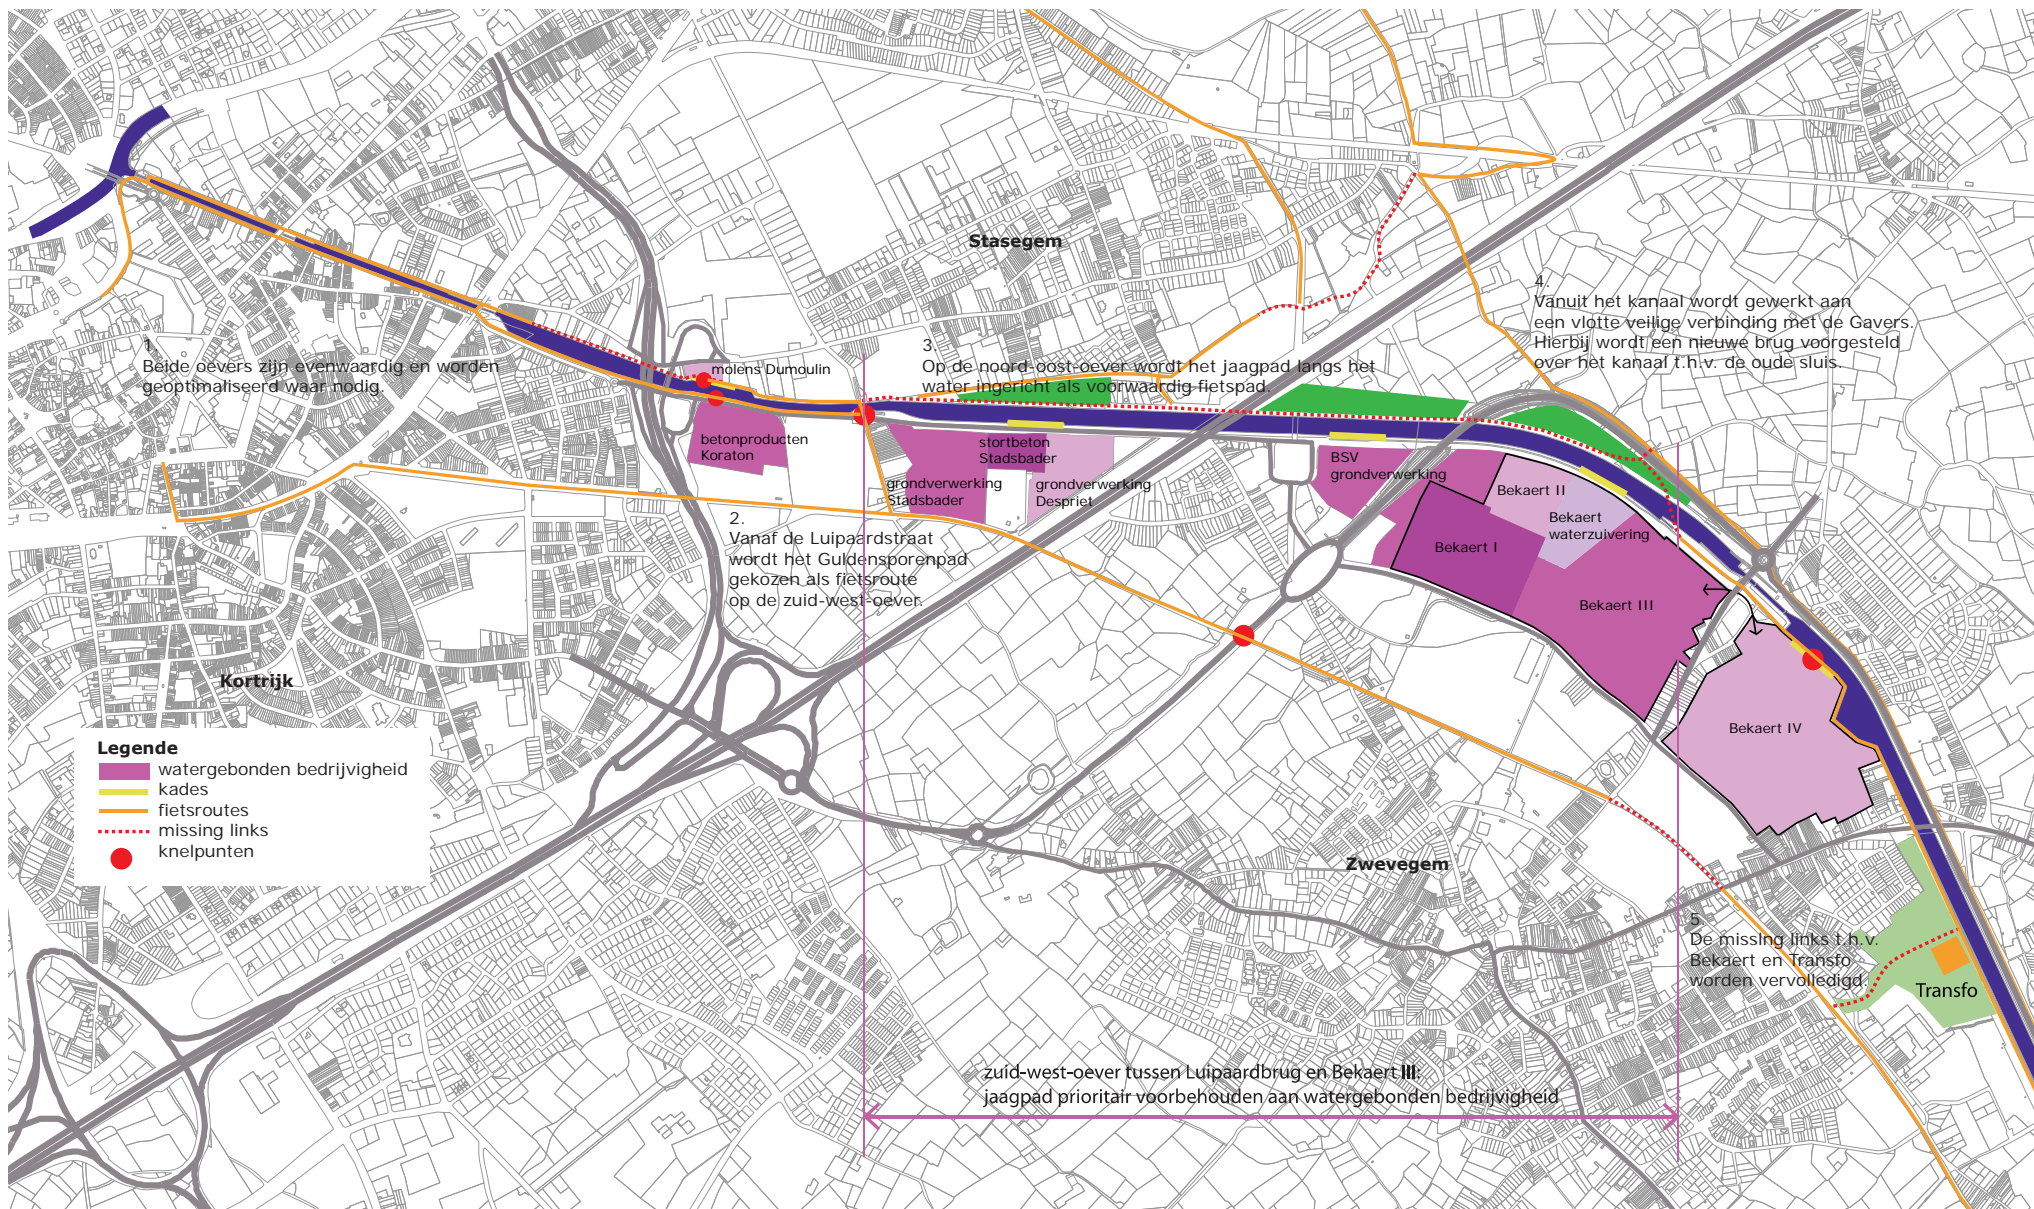 Stasegem
4.
Vanuit het kanaal wordt gewerkt aan
een vlotte veilige verbinding met de Gavers.
Hierbij wordt een nieuwe brug voorgesteld
over het kanaal t.h.v. de oude sluis.
1.
Beide oevers zijn evenwaardig en worden
geoptimaliseerd waar nodig.
molens Dumoulin
3.
Op de noord-oost-oever wordt het jaagpad langs het
water ingericht als voorwaardig fietspad.
betonproducten
Koraton
stortbeton
Stadsbader
grondverwerking
Stadsbader
grondverwerking
Despriet
BSV
grondverwerking
Bekaert II
Bekaert
waterzuivering
Bekaert I
Bekaert III
Bekaert IV
2.
Vanaf de Luipaardstraat
wordt het Guldensporenpad
gekozen als fietsroute
op de zuid-west-oever.
Kortrijk
Legende
watergebonden bedrijvigheid
kades
fietsroutes
missing links
knelpunten
Zwevegem
5.
De missing links t.h.v.
Bekaert en Transfo
worden vervolledigd.
Transfo
zuid-west-oever tussen Luipaardbrug en Bekaert III:
jaagpad prioritair voorbehouden aan watergebonden bedrijvigheid